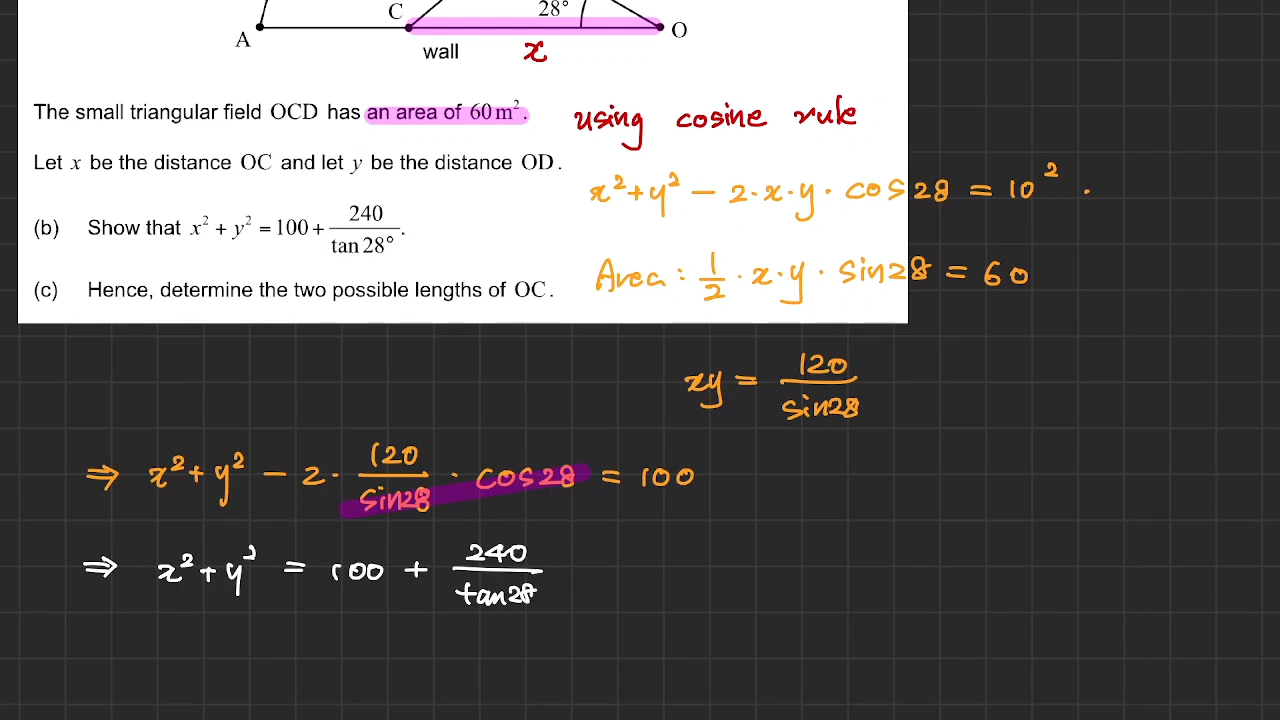 C 28° O
A
wall x
The small triangular field OCD has an area of 60 m².
using cosine rule
Let x be the distance OC and let y be the distance OD.
x² + y² − 2·x·y·cos28 = 10².
(b) Show that x² + y² = 100 + 240/tan 28°.
Area : 1/2 · x·y · sin28 = 60
(c) Hence, determine the two possible lengths of OC.
xy = 120/sin28
⇒ x² + y² − 2 · 120/sin28 · cos28 = 100
⇒ x² + y² = 100 + 240/tan28